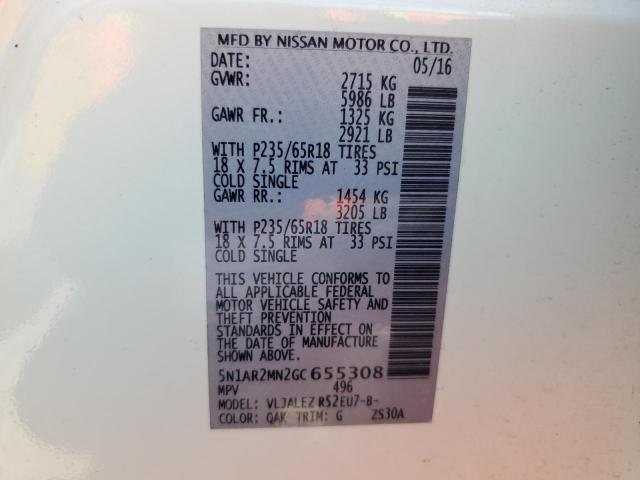 MFD BY NISSAN MOTOR CO., LTD.
DATE: 05/16
GVWR: 2715 KG
5986 LB
GAWR FR.: 1325 KG
2921 LB
WITH P235/65R18 TIRES
18 X 7.5 RIMS AT 33 PSI
COLD SINGLE
GAWR RR.: 1454 KG
3205 LB
WITH P235/65R18 TIRES
18 X 7.5 RIMS AT 33 PSI
COLD SINGLE
THIS VEHICLE CONFORMS TO
ALL APPLICABLE FEDERAL
MOTOR VEHICLE SAFETY AND
THEFT PREVENTION
STANDARDS IN EFFECT ON
THE DATE OF MANUFACTURE
SHOWN ABOVE.
5N1AR2MN2GC655308
MPV 496
MODEL: VLJALEZ R52EU7-B-
COLOR: QAK TRIM: G ZS30A